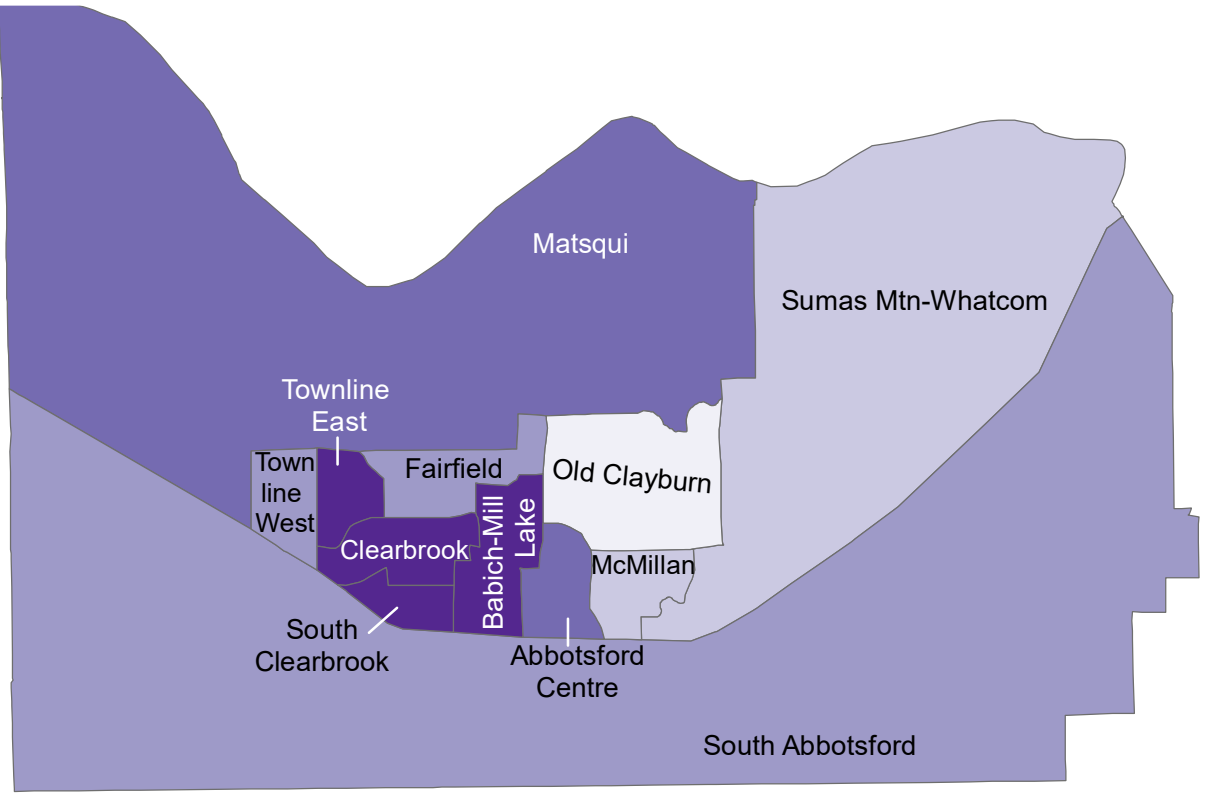 Matsqui
Sumas Mtn-Whatcom
Townline
East
Town
line
West
Fairfield
Old Clayburn
Clearbrook
Babich-Mill
Lake
McMillan
South
Clearbrook
Abbotsford
Centre
South Abbotsford